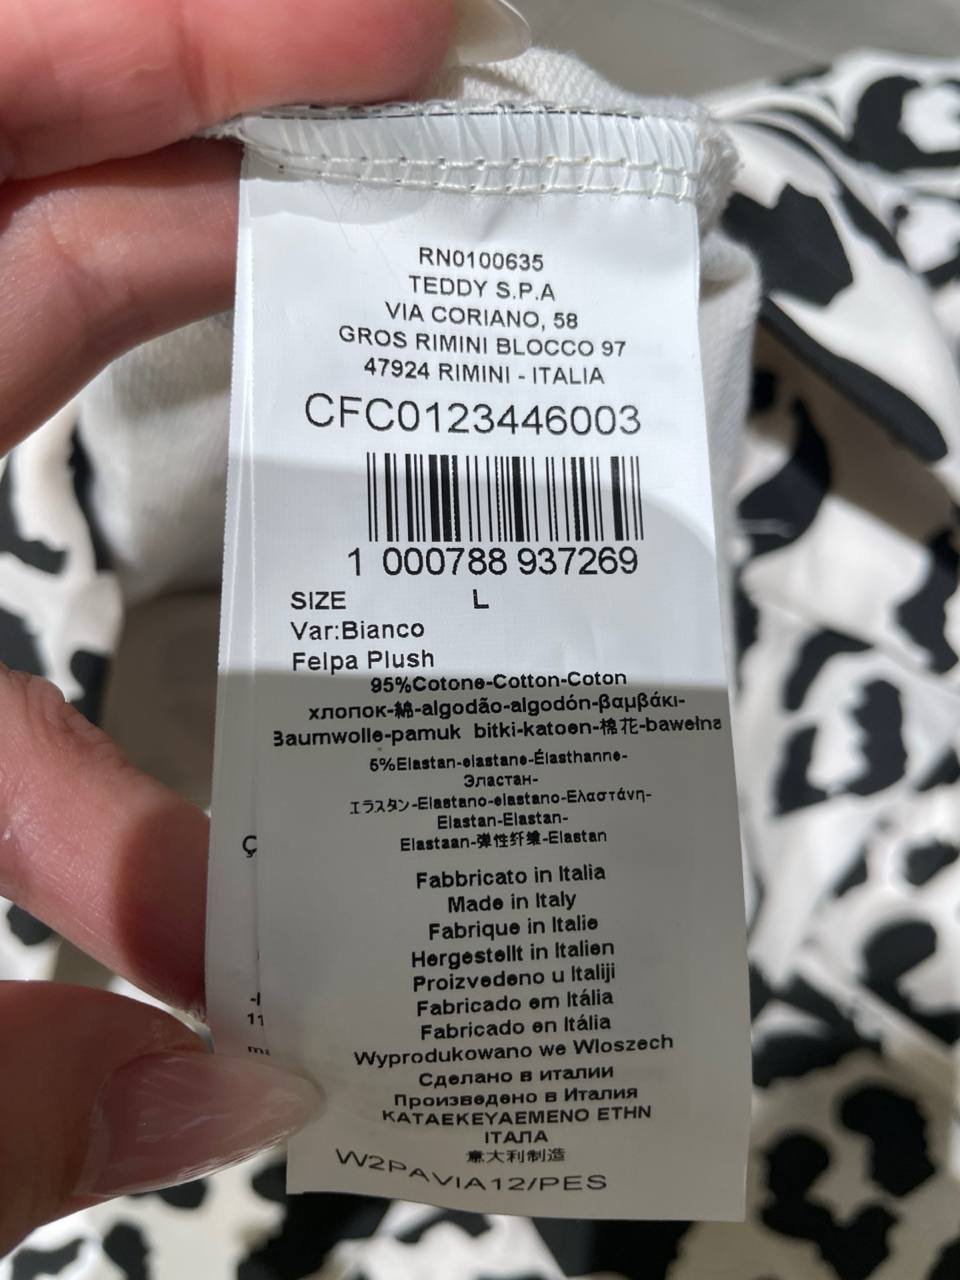 RN0100635
TEDDY S.P.A
VIA CORIANO, 58
GROS RIMINI BLOCCO 97
47924 RIMINI - ITALIA
CFC0123446003
1 000788 937269
SIZE L
Var:Bianco
Felpa Plush
95%Cotone-Cotton-Coton
хлопок-綿-algodão-algodón-βαμβάκι-
Baumwolle-pamuk bitki-katoen-棉花-bawełna
5%Elastan-elastane-Élasthanne-
Эластан-
エラスタン-Elastano-elastano-Ελαστάνη-
Elastan-Elastan-
Elastaan-弹性纤维-Elastan
Fabbricato in Italia
Made in Italy
Fabrique in Italie
Hergestellt in Italien
Proizvedeno u Italiji
Fabricado em Itália
Fabricado en Itália
Wyprodukowano we Wloszech
Сделано в италии
Произведено в Италия
KATAEKEYAEMENO ETHN
ITAΠA
意大利制造
W2PAVIA12/PES
Ç
11